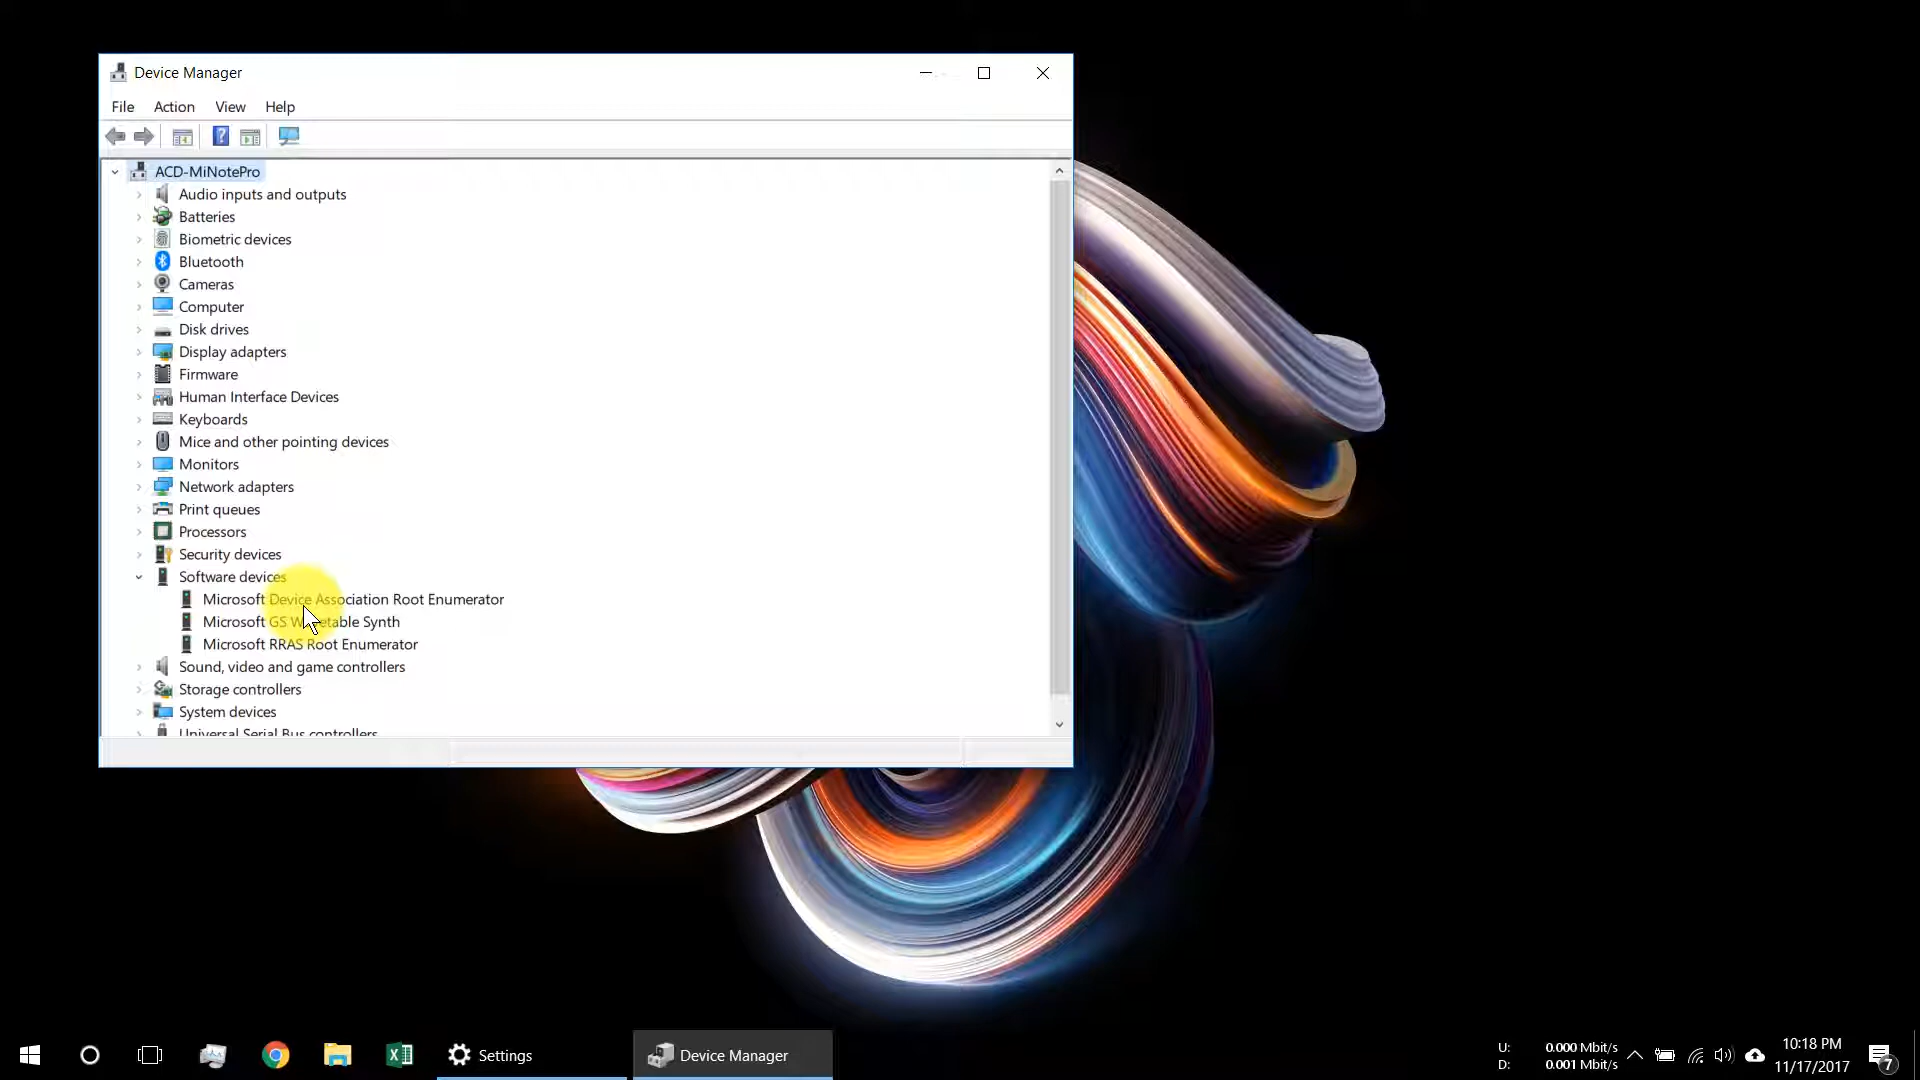 Device Manager
File Action View Help
?
ACD-MiNotePro
Audio inputs and outputs
Batteries
Biometric devices
Bluetooth
Cameras
Computer
Disk drives
Display adapters
Firmware
Human Interface Devices
Keyboards
Mice and other pointing devices
Monitors
Network adapters
Print queues
Processors
Security devices
Software devices
Microsoft Device Association Root Enumerator
Microsoft GS Wavetable Synth
Microsoft RRAS Root Enumerator
Sound, video and game controllers
Storage controllers
System devices
Universal Serial Bus controllers
Settings
Device Manager
U: 0.000 Mbit/s
D: 0.001 Mbit/s
10:18 PM
11/17/2017
7